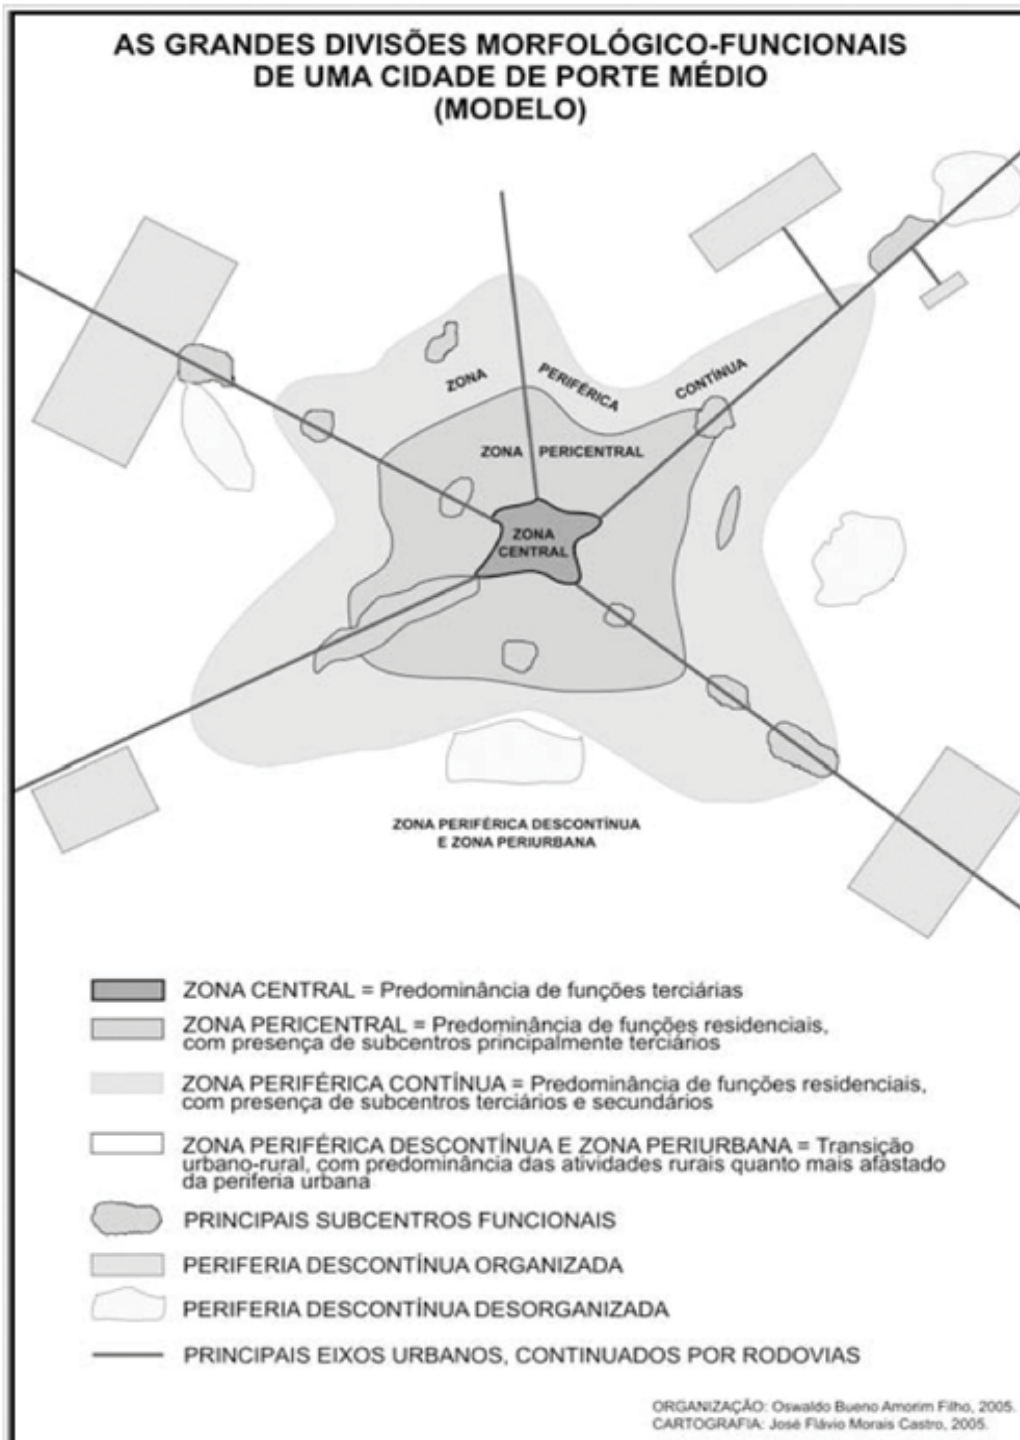 AS GRANDES DIVISÕES MORFOLÓGICO-FUNCIONAIS
DE UMA CIDADE DE PORTE MÉDIO
(MODELO)
ZONA PERIFÉRICA CONTÍNUA
ZONA PERICENTRAL
ZONA
CENTRAL
ZONA PERIFÉRICA DESCONTÍNUA
E ZONA PERIURBANA
ZONA CENTRAL = Predominância de funções terciárias
ZONA PERICENTRAL = Predominância de funções residenciais,
com presença de subcentros principalmente terciários
ZONA PERIFÉRICA CONTÍNUA = Predominância de funções residenciais,
com presença de subcentros terciários e secundários
ZONA PERIFÉRICA DESCONTÍNUA E ZONA PERIURBANA = Transição
urbano-rural, com predominância das atividades rurais quanto mais afastado
da periferia urbana
PRINCIPAIS SUBCENTROS FUNCIONAIS
PERIFERIA DESCONTÍNUA ORGANIZADA
PERIFERIA DESCONTÍNUA DESORGANIZADA
PRINCIPAIS EIXOS URBANOS, CONTINUADOS POR RODOVIAS
ORGANIZAÇÃO: Oswaldo Bueno Amorim Filho, 2005.
CARTOGRAFIA: José Flávio Morais Castro, 2005.